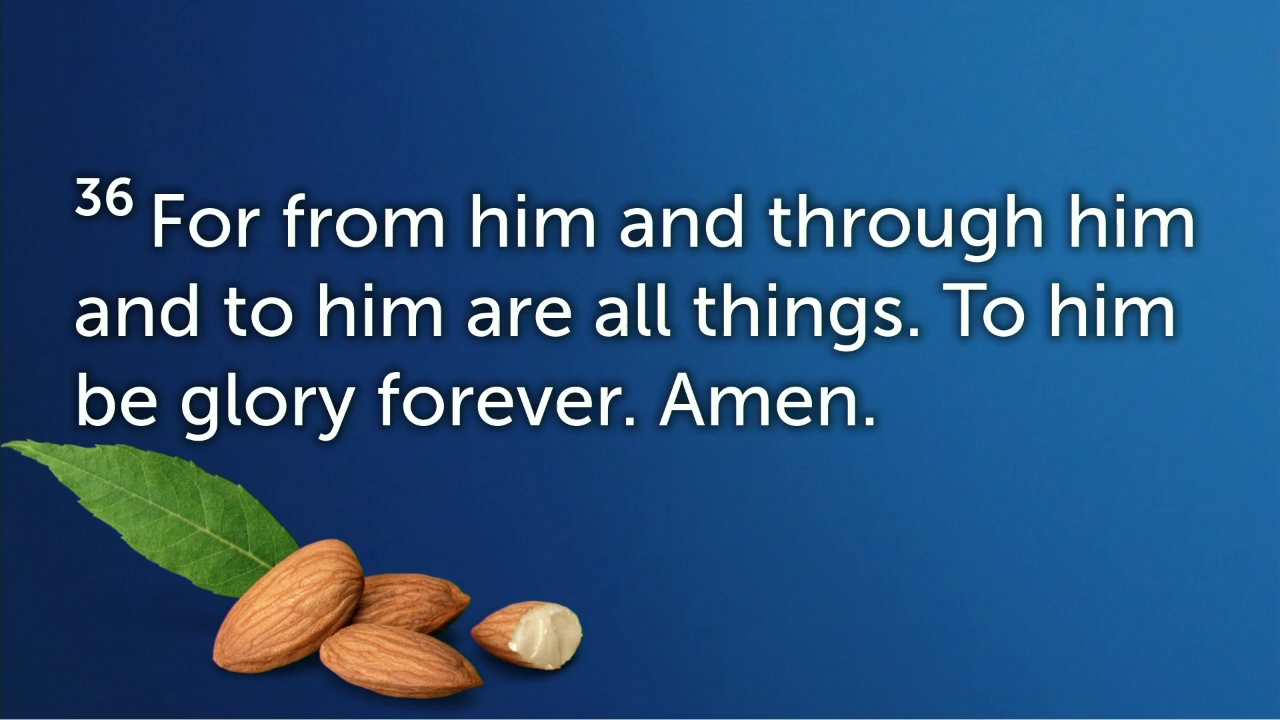 36 For from him and through him
and to him are all things. To him
be glory forever. Amen.